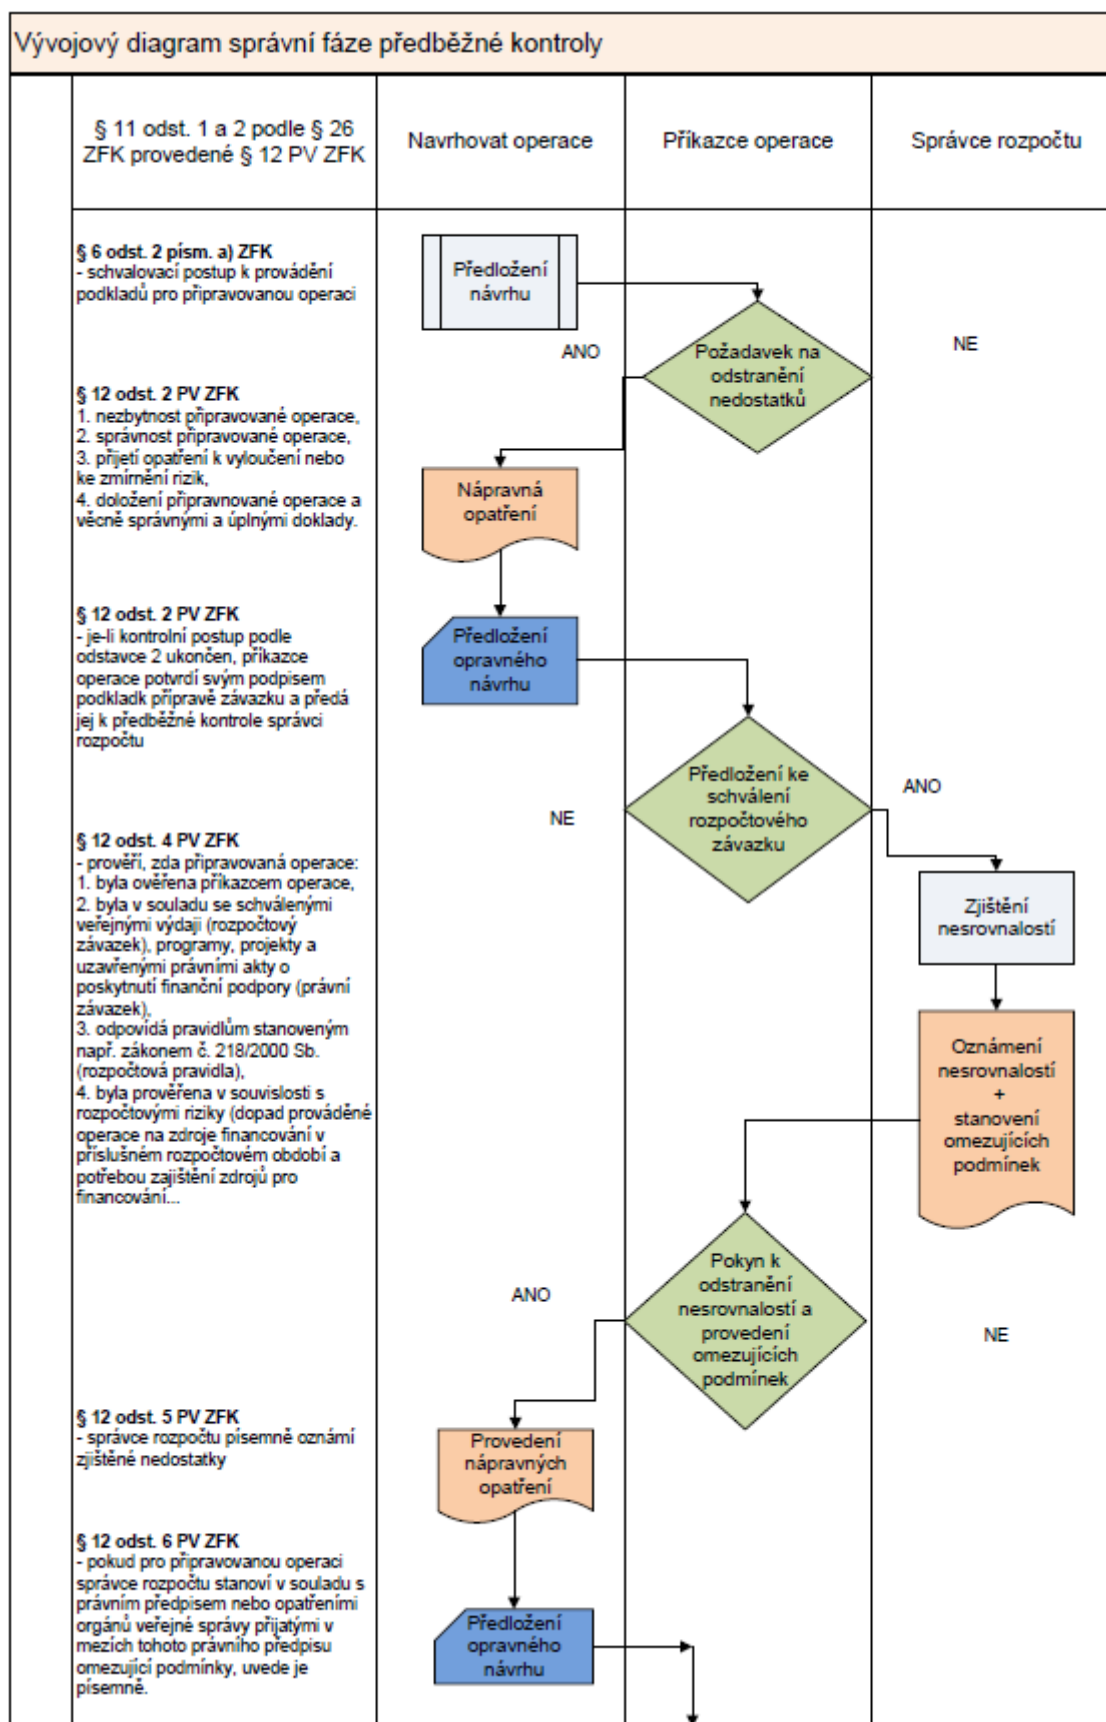 Vývojový diagram správní fáze předběžné kontroly
§ 11 odst. 1 a 2 podle § 26
ZFK provedené § 12 PV ZFK
Navrhovat operace
Příkazce operace
Správce rozpočtu
§ 6 odst. 2 písm. a) ZFK
- schvalovací postup k provádění
podkladů pro připravovanou operaci
Předložení
návrhu
ANO
Požadavek na
odstranění
nedostatků
NE
§ 12 odst. 2 PV ZFK
1. nezbytnost připravované operace,
2. správnost připravované operace,
3. přijetí opatření k vyloučení nebo
ke zmírnění rizik,
4. doložení připravnované operace a
věcně správnými a úplnými doklady.
Nápravná
opatření
§ 12 odst. 2 PV ZFK
- je-li kontrolní postup podle
odstavce 2 ukončen, příkazce
operace potvrdí svým podpisem
podkladk přípravě závazku a předá
jej k předběžné kontrole správci
rozpočtu
Předložení
opravného
návrhu
NE
Předložení ke
schválení
rozpočtového
závazku
ANO
§ 12 odst. 4 PV ZFK
- prověří, zda připravovaná operace:
1. byla ověřena příkazcem operace,
2. byla v souladu se schválenými
veřejnými výdaji (rozpočtový
závazek), programy, projekty a
uzavřenými právními akty o
poskytnutí finanční podpory (právní
závazek),
3. odpovídá pravidlům stanoveným
např. zákonem č. 218/2000 Sb.
(rozpočtová pravidla),
4. byla prověřena v souvislosti s
rozpočtovými riziky (dopad prováděné
operace na zdroje financování v
příslušném rozpočtovém období a
potřebou zajištění zdrojů pro
financování...
Zjištění
nesrovnalostí
Oznámení
nesrovnalostí
+
stanovení
omezujících
podmínek
ANO
Pokyn k
odstranění
nesrovnalostí a
provedení
omezujících
podmínek
NE
§ 12 odst. 5 PV ZFK
- správce rozpočtu písemně oznámí
zjištěné nedostatky
Provedení
nápravných
opatření
§ 12 odst. 6 PV ZFK
- pokud pro připravovanou operaci
správce rozpočtu stanoví v souladu s
právním předpisem nebo opatřeními
orgánů veřejné správy přijatými v
mezích tohoto právního předpisu
omezující podmínky, uvede je
písemně.
Předložení
opravného
návrhu